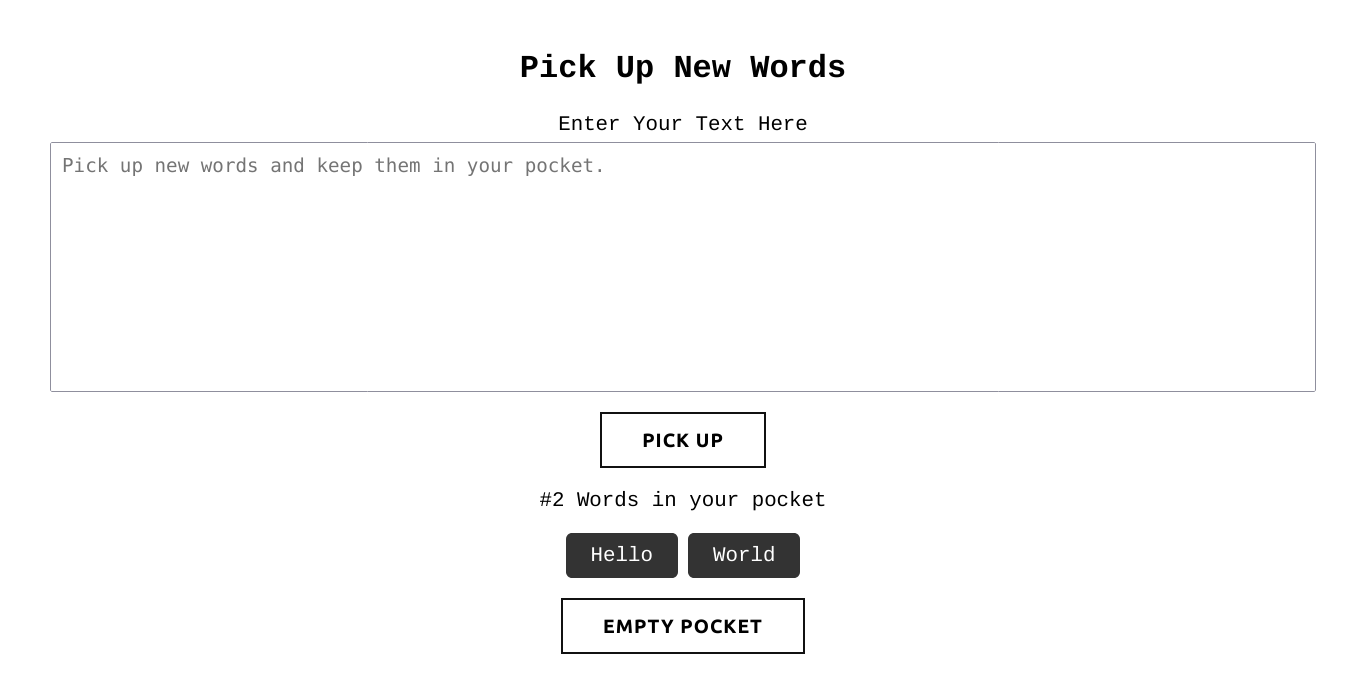 Pick Up New Words
Enter Your Text Here
Pick up new words and keep them in your pocket.
PICK UP
#2 Words in your pocket
Hello World
EMPTY POCKET